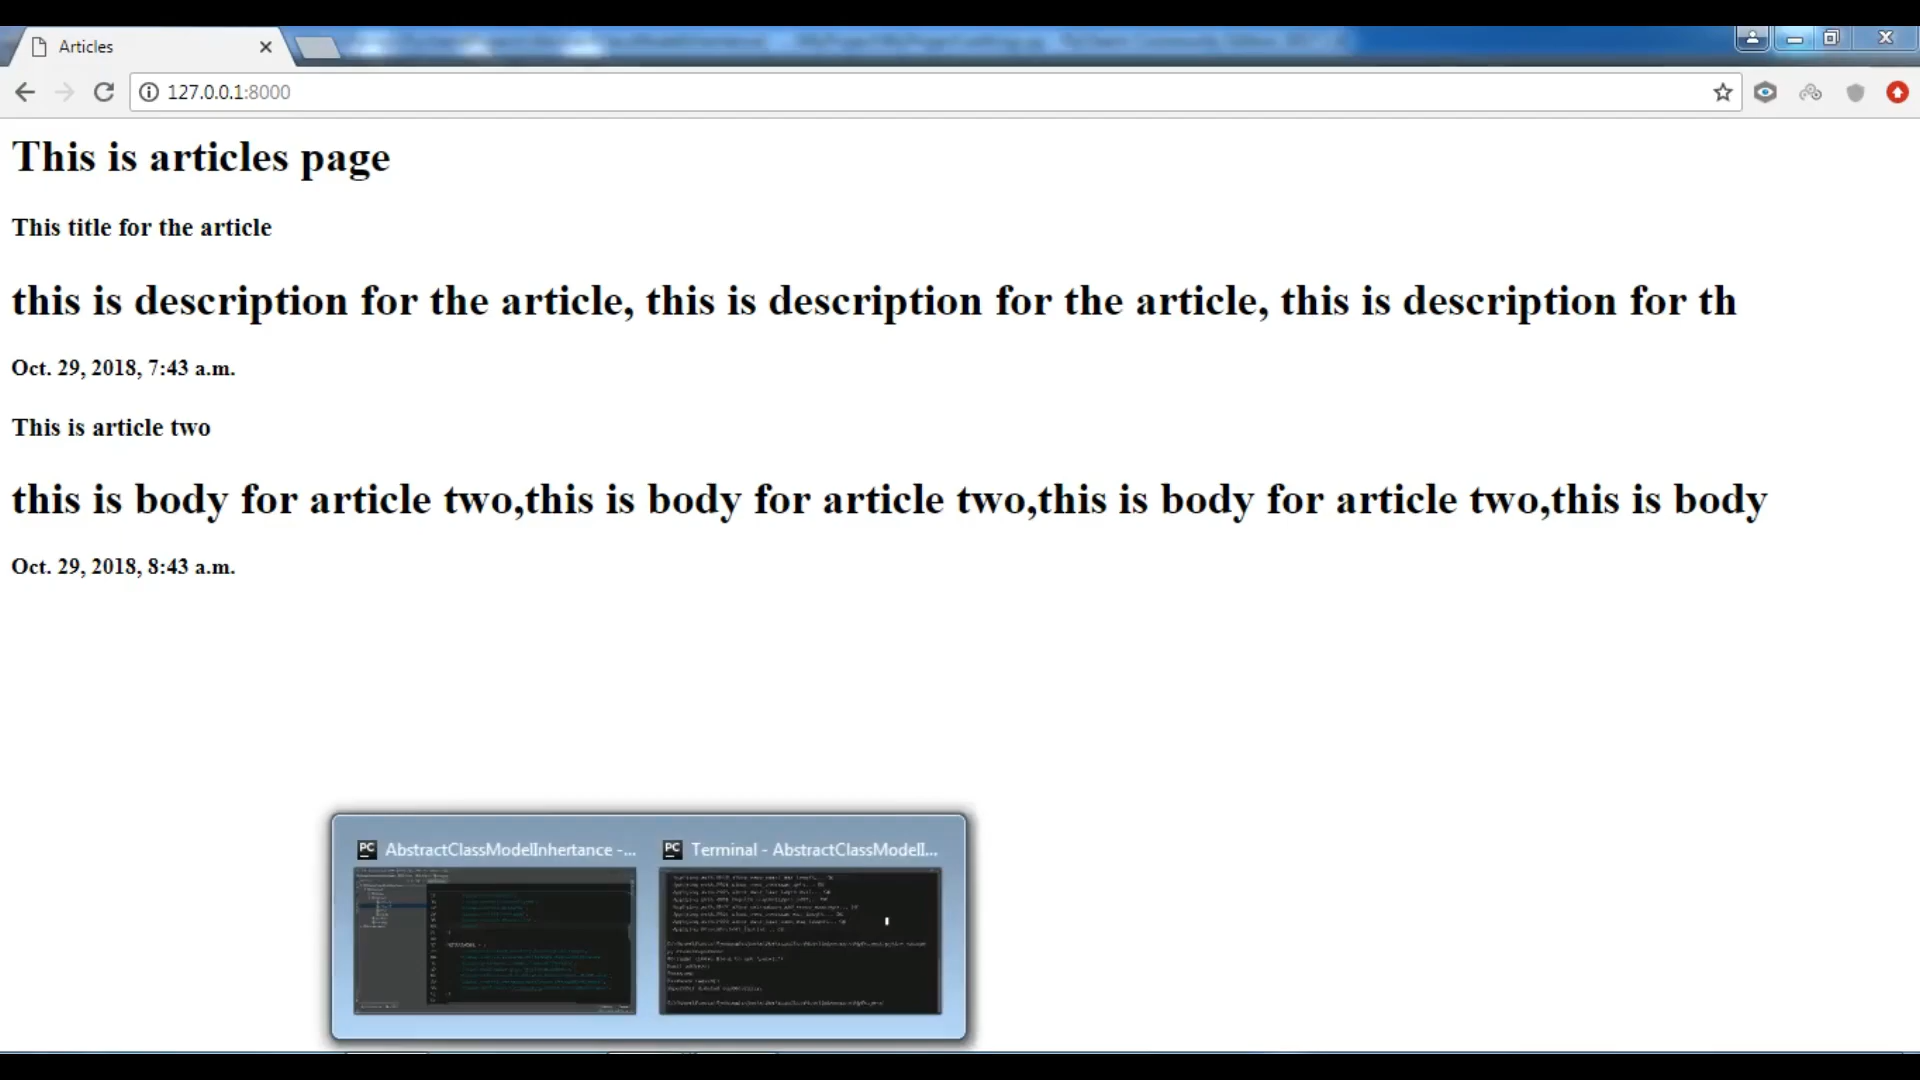 Articles
127.0.0.1:8000
This is articles page
This title for the article
this is description for the article, this is description for the article, this is description for th
Oct. 29, 2018, 7:43 a.m.
This is article two
this is body for article two,this is body for article two,this is body for article two,this is body
Oct. 29, 2018, 8:43 a.m.
PC AbstractClassModelInhertance -...
PC Terminal - AbstractClassModelI...